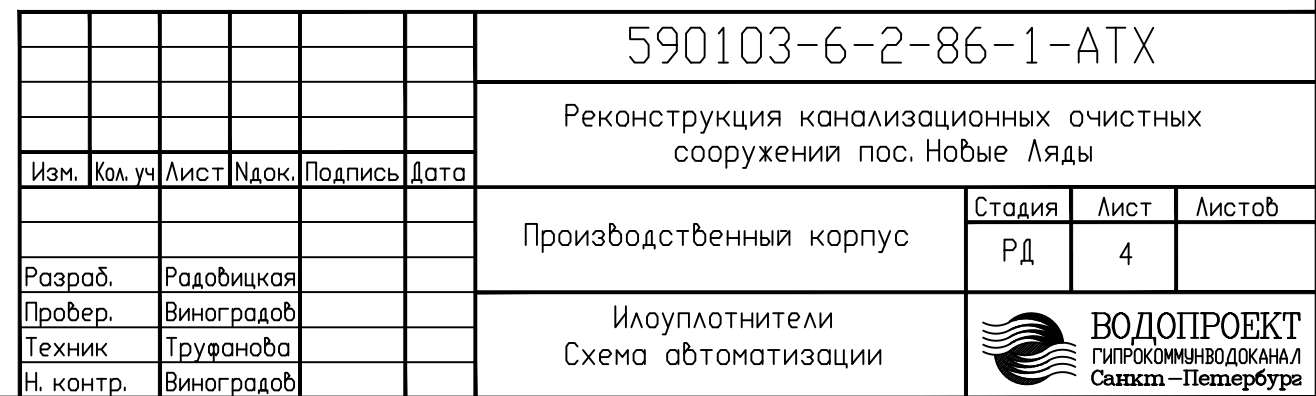 590103-6-2-86-1-АТХ
Реконструкция канализационных очистных
сооружений пос. Новые Ляды
Изм. Кол. уч Лист Nдок. Подпись Дата
Производственный корпус
Стадия Лист Листов
РД 4
Разраб. Радовицкая
Провер. Виноградов
Техник Труфанова
Н. контр. Виноградов
Илоуплотнители
Схема автоматизации
ВОДОПРОЕКТ
ГИПРОКОММУНВОДОКАНАЛ
Санкт-Петербург